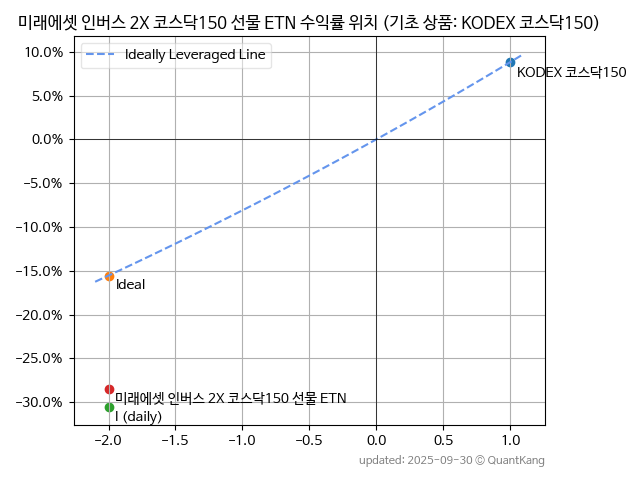 미래에셋 인버스 2X 코스닥150 선물 ETN 수익률 위치 (기초 상품: KODEX 코스닥150)
Ideally Leveraged Line
10.0%
5.0%
0.0%
−5.0%
−10.0%
−15.0%
−20.0%
−25.0%
−30.0%
KODEX 코스닥150
Ideal
미래에셋 인버스 2X 코스닥150 선물 ETN
I (daily)
−2.0 −1.5 −1.0 −0.5 0.0 0.5 1.0
updated: 2025-09-30 © QuantKang